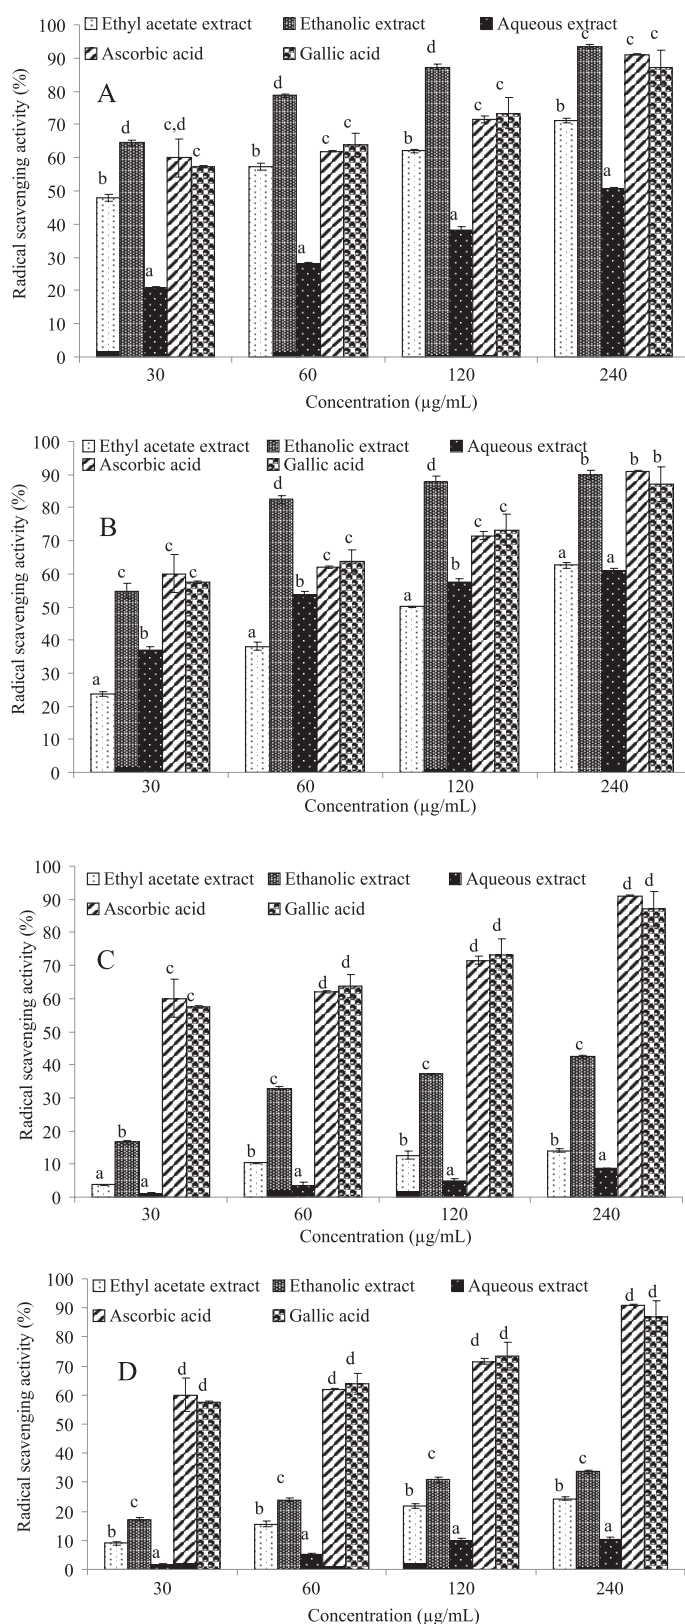 Ethyl acetate extract Ethanolic extract Aqueous extract
Ascorbic acid Gallic acid
A
Radical scavenging activity (%)
100
90
80
70
60
50
40
30
20
10
0
b d a c,d c
b d a c c
b d a c c
b c a c c
30 60 120 240
Concentration (µg/mL)
Ethyl acetate extract Ethanolic extract Aqueous extract
Ascorbic acid Gallic acid
B
Radical scavenging activity (%)
100
90
80
70
60
50
40
30
20
10
0
a c b c c
a d b c c
a d b c c
a b a b b
30 60 120 240
Concentration (µg/mL)
Ethyl acetate extract Ethanolic extract Aqueous extract
Ascorbic acid Gallic acid
C
Radical scavenging activity (%)
100
90
80
70
60
50
40
30
20
10
0
a b a c c
b c a d d
b c a d d
b c a d d
30 60 120 240
Concentration (µg/mL)
Ethyl acetate extract Ethanolic extract Aqueous extract
Ascorbic acid Gallic acid
D
Radical scavenging activity (%)
100
90
80
70
60
50
40
30
20
10
0
b c a d d
b c a d d
b c a d d
b c a d d
30 60 120 240
Concentration (µg/mL)